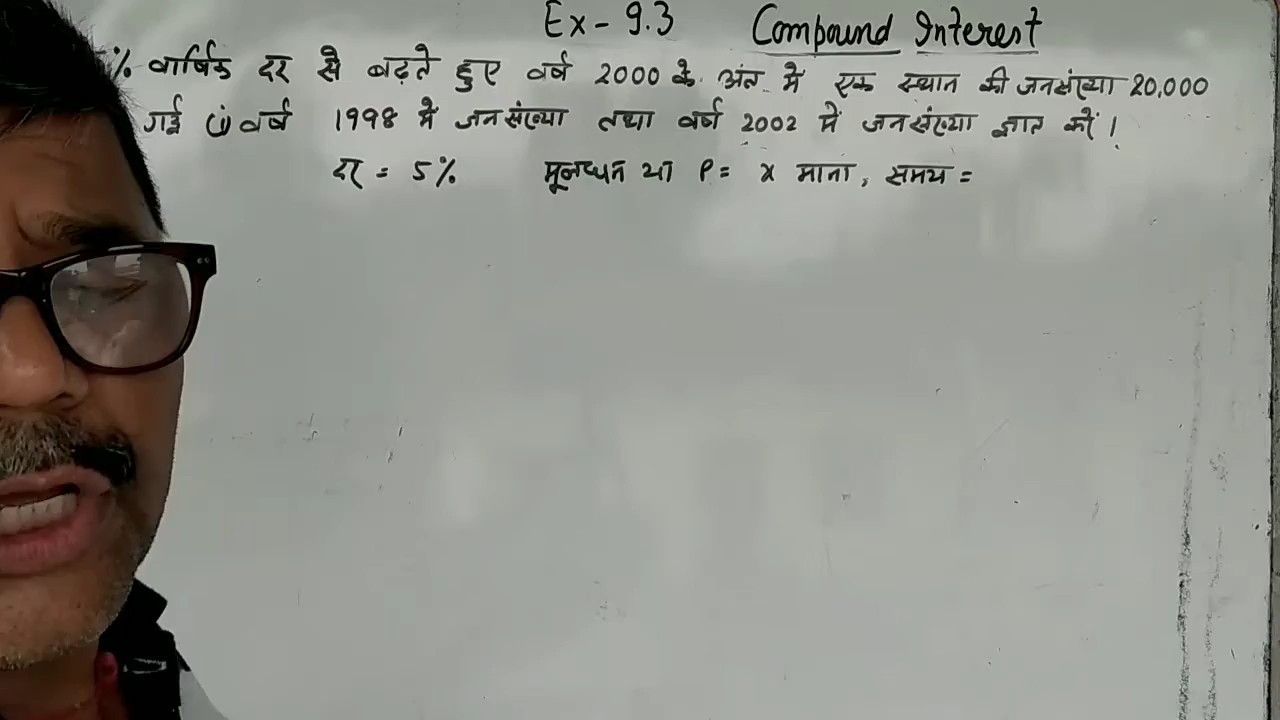 Ex - 9.3 Compound Interest
% वार्षिक दर से बढ़ते हुए वर्ष 2000 के अंत में एक स्थान की जनसंख्या 20,000
गई (i) वर्ष 1998 में जनसंख्या तथा वर्ष 2002 में जनसंख्या ज्ञात करें।
दर = 5% मूलधन या P = x माना, समय =